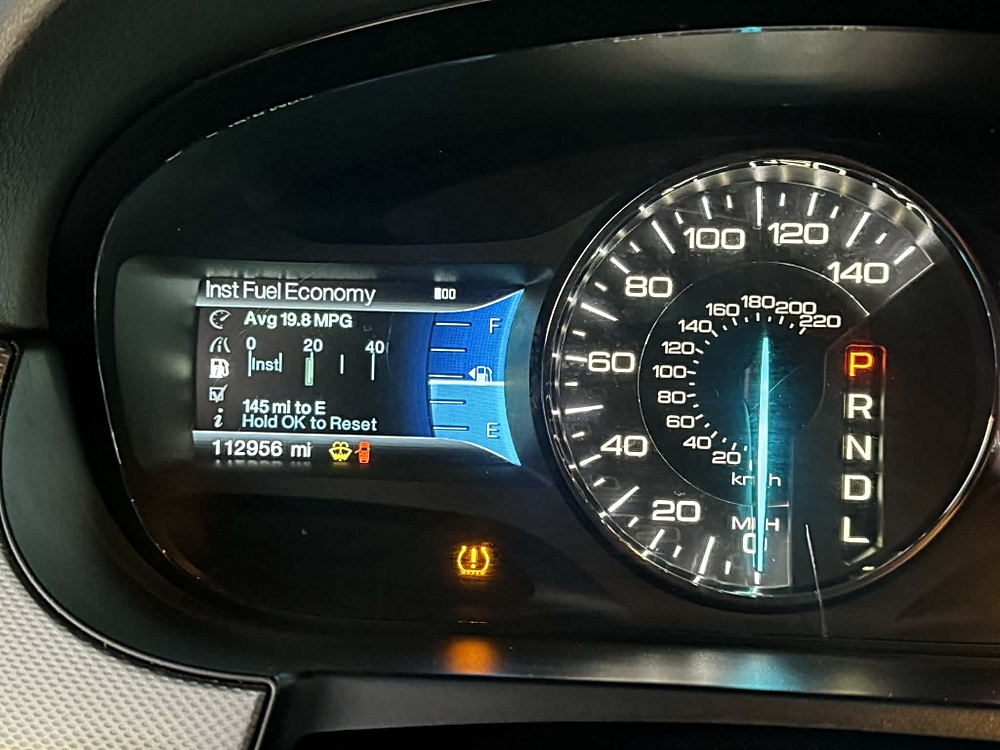 Inst Fuel Economy
Avg 19.8 MPG
0 20 40
Inst
145 mi to E
Hold OK to Reset
112956 mi
F
E
0
20
40
60
80
100
120
140
MPH
20
40
60
80
100
120
140
160
180
200
220
km/h
P
R
N
D
L